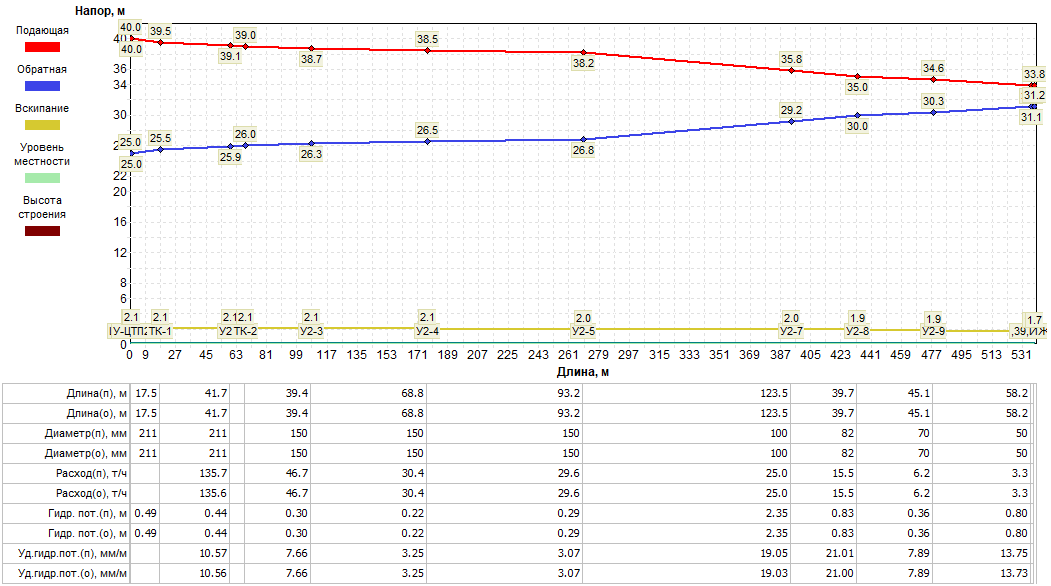 Напор, м
Подающая
Обратная
Вскипание
Уровень
местности
Высота
строения
40.0 39.5 39.0 38.5 35.8 34.6 33.8
40.0 39.1 38.7 38.2 35.0
31.2
25.0 25.5 26.0 26.5 29.2 30.3 31.1
25.0 25.9 26.3 26.8 30.0
36
34
30
22
20
16
12
8
6
0
2.1 2.1 2.1 2.1 2.1 2.1 2.0 2.0 1.9 1.9 1.7
ТК-1 У2 ТК-2 У2-3 У2-4 У2-5 У2-7 У2-8 У2-9
0 9 27 45 63 81 99 117 135 153 171 189 207 225 243 261 279 297 315 333 351 369 387 405 423 441 459 477 495 513 531
Длина, м
Длина(п), м 17.5 41.7 39.4 68.8 93.2 123.5 39.7 45.1 58.2
Длина(о), м 17.5 41.7 39.4 68.8 93.2 123.5 39.7 45.1 58.2
Диаметр(п), мм 211 211 150 150 150 100 82 70 50
Диаметр(о), мм 211 211 150 150 150 100 82 70 50
Расход(п), т/ч 135.7 46.7 30.4 29.6 25.0 15.5 6.2 3.3
Расход(о), т/ч 135.6 46.7 30.4 29.6 25.0 15.5 6.2 3.3
Гидр. пот.(п), м 0.49 0.44 0.30 0.22 0.29 2.35 0.83 0.36 0.80
Гидр. пот.(о), м 0.49 0.44 0.30 0.22 0.29 2.35 0.83 0.36 0.80
Уд.гидр.пот.(п), мм/м 10.57 7.66 3.25 3.07 19.05 21.01 7.89 13.75
Уд.гидр.пот.(о), мм/м 10.56 7.66 3.25 3.07 19.03 21.00 7.89 13.73